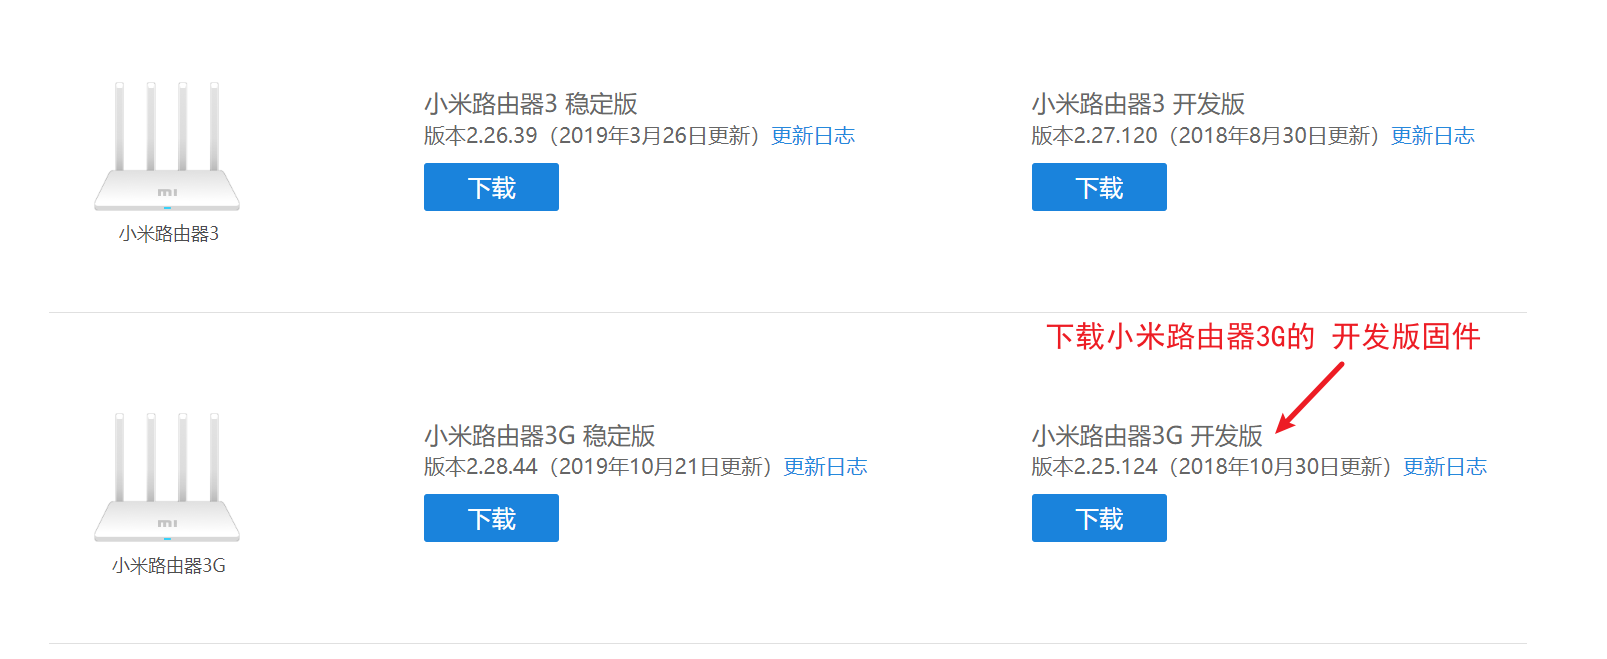 小米路由器3 稳定版
版本2.26.39（2019年3月26日更新）更新日志
下载
小米路由器3 开发版
版本2.27.120（2018年8月30日更新）更新日志
下载
mi
小米路由器3
下载小米路由器3G的 开发版固件
小米路由器3G 稳定版
版本2.28.44（2019年10月21日更新）更新日志
下载
小米路由器3G 开发版
版本2.25.124（2018年10月30日更新）更新日志
下载
mi
小米路由器3G